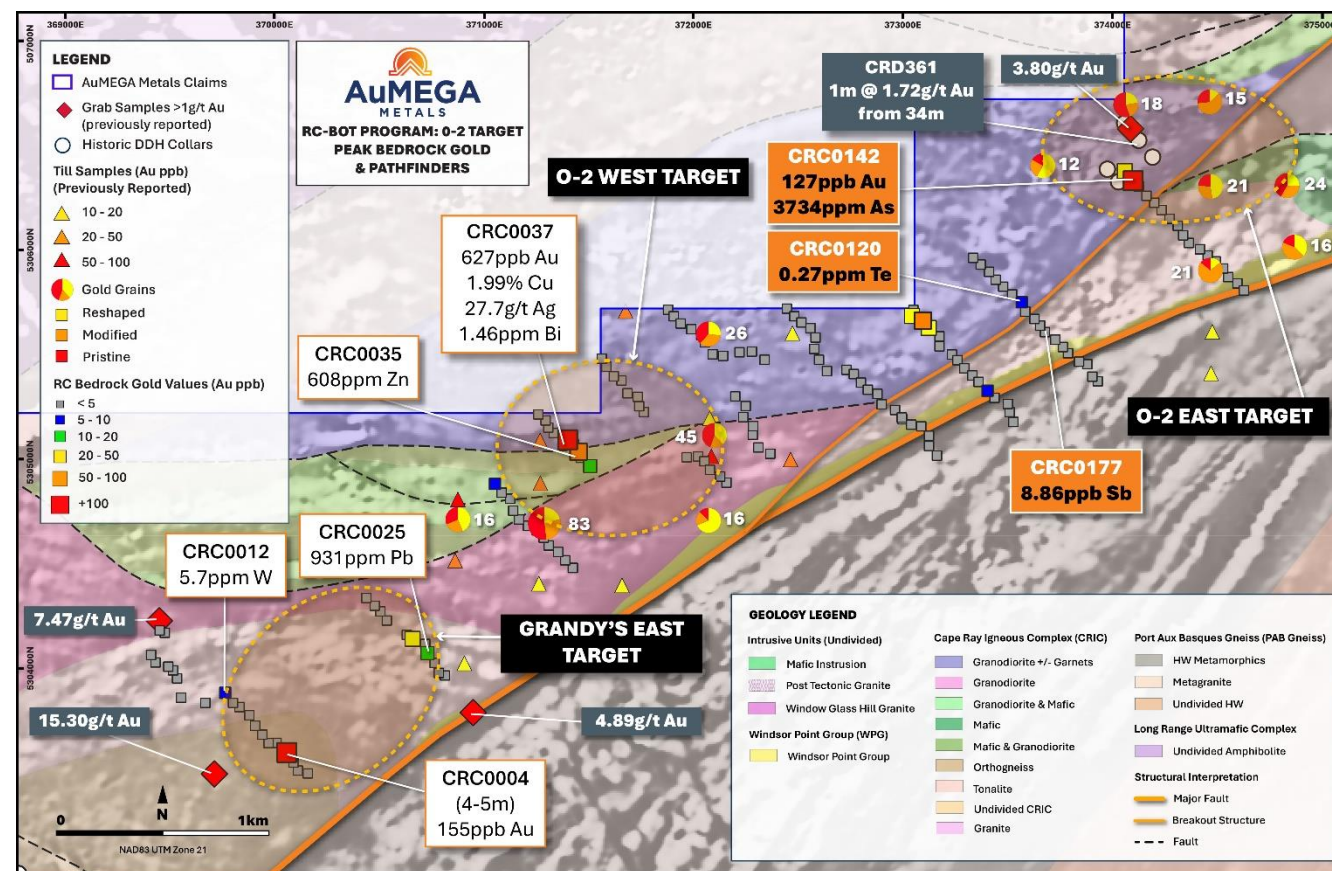 369000E
370000E
371000E
372000E
373000E
374000E
375000E
507000N
5306000N
5305000N
5304000N
LEGEND
AuMEGA Metals Claims
Grab Samples >1g/t Au
(previously reported)
Historic DDH Collars
Till Samples (Au ppb)
(Previously Reported)
10 - 20
20 - 50
50 - 100
Gold Grains
Reshaped
Modified
Pristine
RC Bedrock Gold Values (Au ppb)
< 5
5 - 10
10 - 20
20 - 50
50 - 100
+100
AuMEGA
METALS
RC-BOT PROGRAM: 0-2 TARGET
PEAK BEDROCK GOLD
& PATHFINDERS
O-2 WEST TARGET
CRD361
1m @ 1.72g/t Au
from 34m
3.80g/t Au
CRC0142
127ppb Au
3734ppm As
CRC0120
0.27ppm Te
18
15
12
21
24
16
21
CRC0037
627ppb Au
1.99% Cu
27.7g/t Ag
1.46ppm Bi
CRC0035
608ppm Zn
26
45
O-2 EAST TARGET
CRC0177
8.86ppb Sb
16
83
16
CRC0025
931ppm Pb
CRC0012
5.7ppm W
7.47g/t Au
GRANDY'S EAST
TARGET
15.30g/t Au
4.89g/t Au
CRC0004
(4-5m)
155ppb Au
N
0
1km
NAD83 UTM Zone 21
GEOLOGY LEGEND
Intrusive Units (Undivided)
Mafic Instrusion
Post Tectonic Granite
Window Glass Hill Granite
Windsor Point Group (WPG)
Windsor Point Group
Cape Ray Igneous Complex (CRIC)
Granodiorite +/- Garnets
Granodiorite
Granodiorite & Mafic
Mafic
Mafic & Granodiorite
Orthogneiss
Tonalite
Undivided CRIC
Granite
Port Aux Basques Gneiss (PAB Gneiss)
HW Metamorphics
Metagranite
Undivided HW
Long Range Ultramafic Complex
Undivided Amphibolite
Structural Interpretation
Major Fault
Breakout Structure
Fault